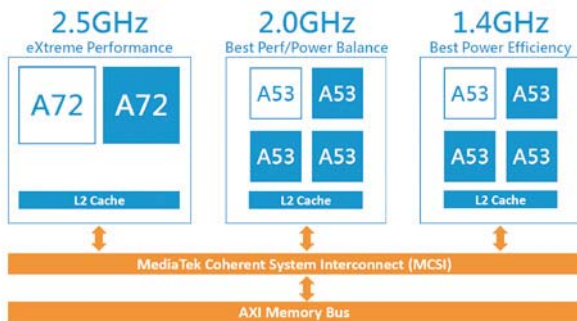 2.5GHz
eXtreme Performance
A72
A72
L2 Cache
2.0GHz
Best Perf/Power Balance
A53
A53
A53
A53
L2 Cache
1.4GHz
Best Power Efficiency
A53
A53
A53
A53
L2 Cache
MediaTek Coherent System Interconnect (MCSI)
AXI Memory Bus